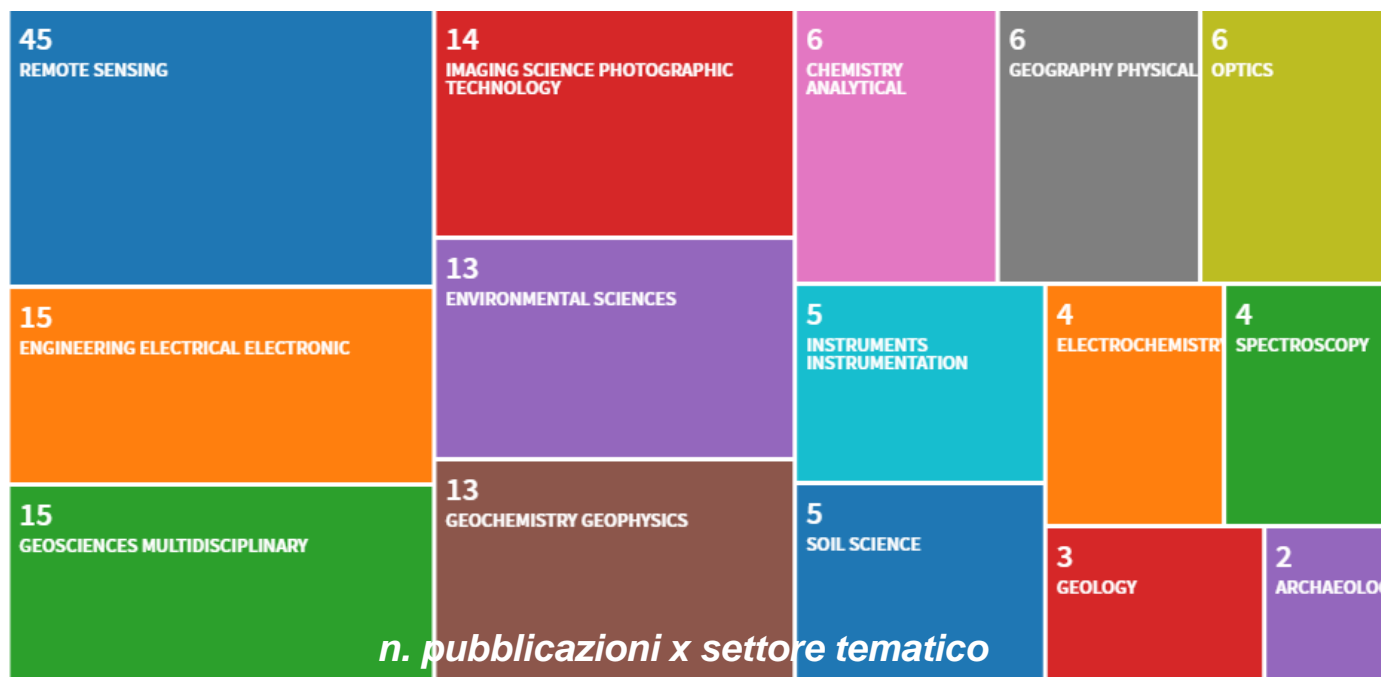 45
REMOTE SENSING
15
ENGINEERING ELECTRICAL ELECTRONIC
15
GEOSCIENCES MULTIDISCIPLINARY
14
IMAGING SCIENCE PHOTOGRAPHIC
TECHNOLOGY
13
ENVIRONMENTAL SCIENCES
13
GEOCHEMISTRY GEOPHYSICS
6
CHEMISTRY
ANALYTICAL
6
GEOGRAPHY PHYSICAL
6
OPTICS
5
INSTRUMENTS
INSTRUMENTATION
4
ELECTROCHEMISTRY
4
SPECTROSCOPY
5
SOIL SCIENCE
3
GEOLOGY
2
ARCHAEOLO
n. pubblicazioni x settore tematico